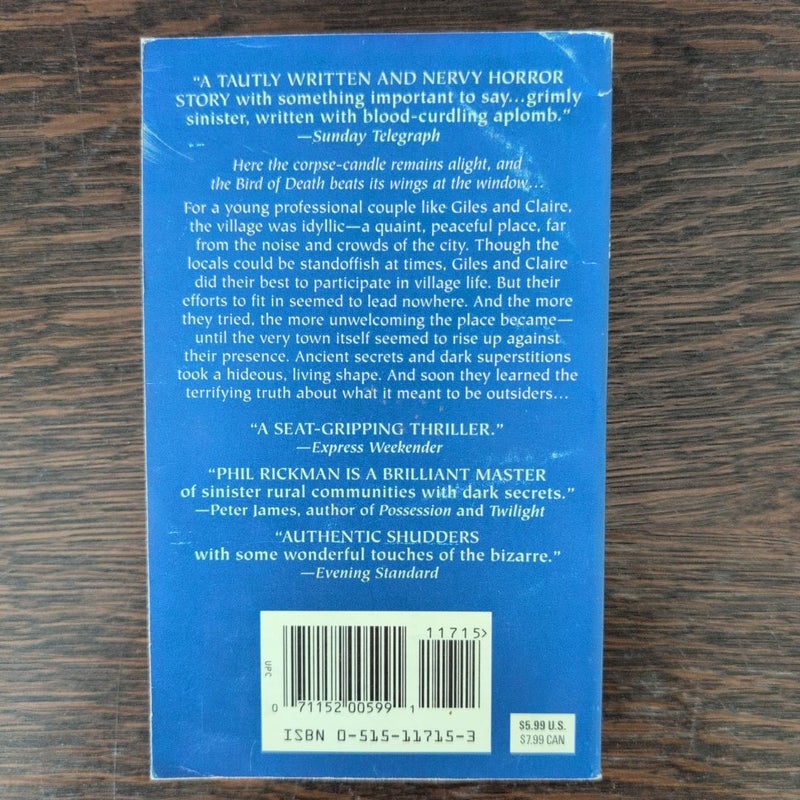 "A TAUTLY WRITTEN AND NERVY HORROR
STORY with something important to say...grimly
sinister, written with blood-curdling aplomb."
—Sunday Telegraph
Here the corpse-candle remains alight, and
the Bird of Death beats its wings at the window...
For a young professional couple like Giles and Claire,
the village was idyllic—a quaint, peaceful place, far
from the noise and crowds of the city. Though the
locals could be standoffish at times, Giles and Claire
did their best to participate in village life. But their
efforts to fit in seemed to lead nowhere. And the more
they tried, the more unwelcoming the place became—
until the very town itself seemed to rise up against
their presence. Ancient secrets and dark superstitions
took a hideous, living shape. And soon they learned the
terrifying truth about what it meant to be outsiders...
"A SEAT-GRIPPING THRILLER."
—Express Weekender
"PHIL RICKMAN IS A BRILLIANT MASTER
of sinister rural communities with dark secrets."
—Peter James, author of Possession and Twilight
"AUTHENTIC SHUDDERS
with some wonderful touches of the bizarre."
—Evening Standard
11715>
UPC
0 71152 00599 1
ISBN 0-515-11715-3
$5.99 U.S.
$7.99 CAN